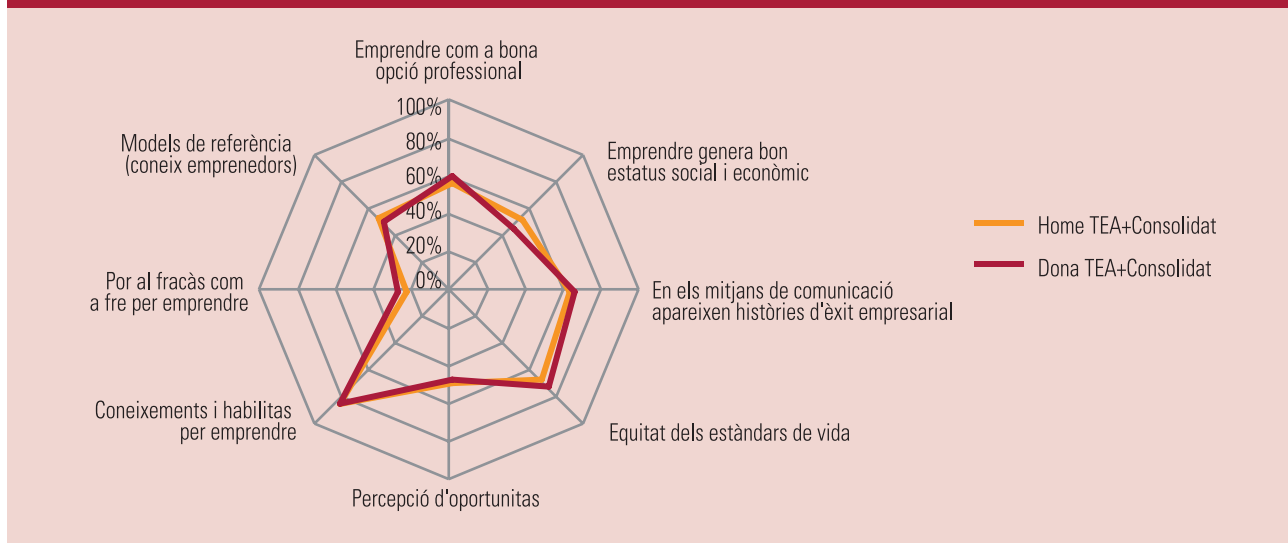 Emprendre com a bona
opció professional
100%
80%
60%
40%
20%
0%
Models de referència
(coneix emprenedors)
Emprendre genera bon
estatus social i econòmic
Por al fracàs com
a fre per emprendre
En els mitjans de comunicació
apareixen històries d'èxit empresarial
Coneixements i habilitas
per emprendre
Equitat dels estàndars de vida
Percepció d'oportunitas
Home TEA+Consolidat
Dona TEA+Consolidat